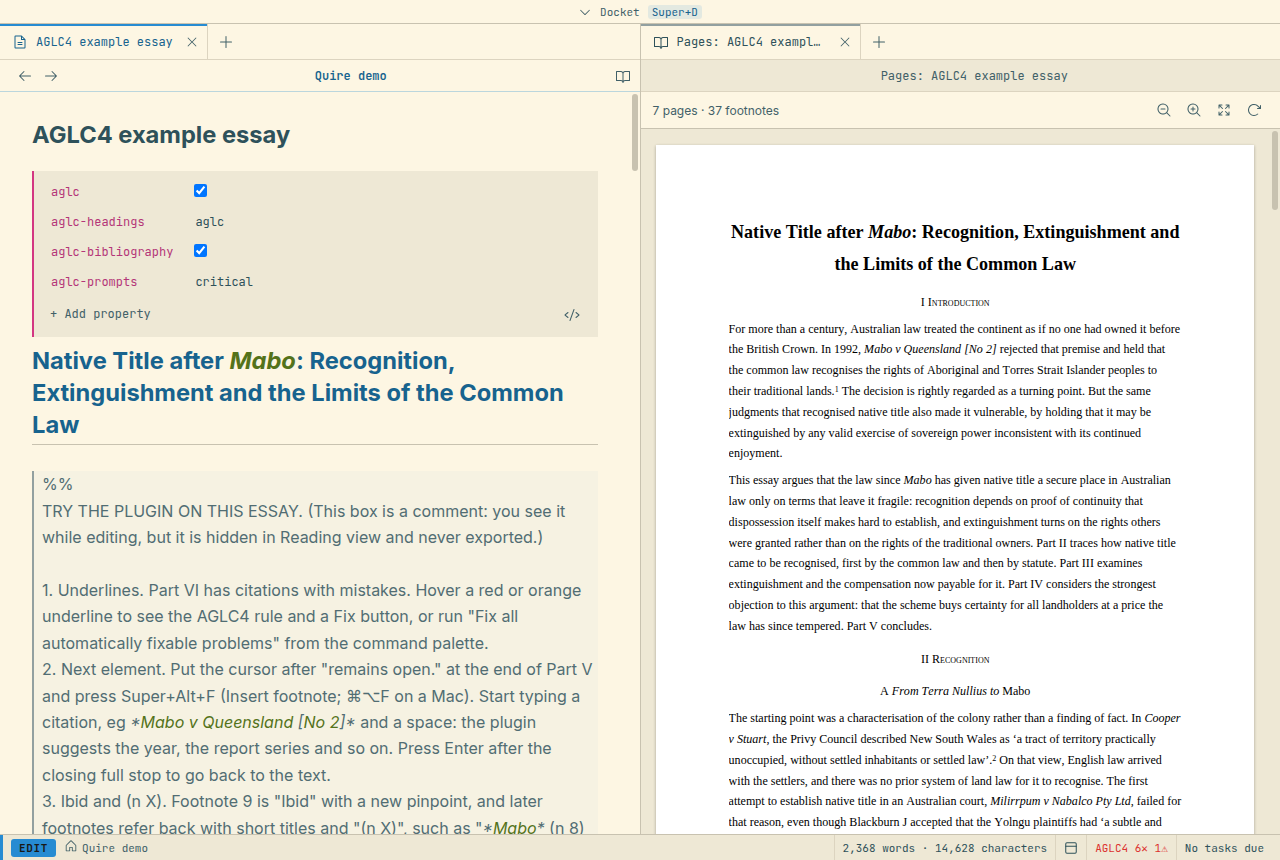 Docket Super+D
AGLC4 example essay
Pages: AGLC4 exampl…
Quire demo
Pages: AGLC4 example essay
7 pages · 37 footnotes
AGLC4 example essay
aglc
aglc-headings aglc
aglc-bibliography
aglc-prompts critical
+ Add property </>
Native Title after Mabo: Recognition,
Extinguishment and the Limits of the Common
Law
%%
TRY THE PLUGIN ON THIS ESSAY. (This box is a comment: you see it
while editing, but it is hidden in Reading view and never exported.)
1. Underlines. Part VI has citations with mistakes. Hover a red or orange
underline to see the AGLC4 rule and a Fix button, or run "Fix all
automatically fixable problems" from the command palette.
2. Next element. Put the cursor after "remains open." at the end of Part V
and press Super+Alt+F (Insert footnote; ⌘⌥F on a Mac). Start typing a
citation, eg *Mabo v Queensland [No 2]* and a space: the plugin
suggests the year, the report series and so on. Press Enter after the
closing full stop to go back to the text.
3. Ibid and (n X). Footnote 9 is "Ibid" with a new pinpoint, and later
footnotes refer back with short titles and "(n X)", such as "*Mabo* (n 8)
Native Title after Mabo: Recognition, Extinguishment and
the Limits of the Common Law
I Introduction
For more than a century, Australian law treated the continent as if no one had owned it before
the British Crown. In 1992, Mabo v Queensland [No 2] rejected that premise and held that
the common law recognises the rights of Aboriginal and Torres Strait Islander peoples to
their traditional lands.¹ The decision is rightly regarded as a turning point. But the same
judgments that recognised native title also made it vulnerable, by holding that it may be
extinguished by any valid exercise of sovereign power inconsistent with its continued
enjoyment.
This essay argues that the law since Mabo has given native title a secure place in Australian
law only on terms that leave it fragile: recognition depends on proof of continuity that
dispossession itself makes hard to establish, and extinguishment turns on the rights others
were granted rather than on the rights of the traditional owners. Part II traces how native title
came to be recognised, first by the common law and then by statute. Part III examines
extinguishment and the compensation now payable for it. Part IV considers the strongest
objection to this argument: that the scheme buys certainty for all landholders at a price the
law has since tempered. Part V concludes.
II Recognition
A From Terra Nullius to Mabo
The starting point was a characterisation of the colony rather than a finding of fact. In Cooper
v Stuart, the Privy Council described New South Wales as ‘a tract of territory practically
unoccupied, without settled inhabitants or settled law’.² On that view, English law arrived
with the settlers, and there was no prior system of land law for it to recognise. The first
attempt to establish native title in an Australian court, Milirrpum v Nabalco Pty Ltd, failed for
that reason, even though Blackburn J accepted that the Yolngu plaintiffs had ‘a subtle and
EDIT Quire demo
2,368 words · 14,628 characters
AGLC4 6× 1⚠
No tasks due